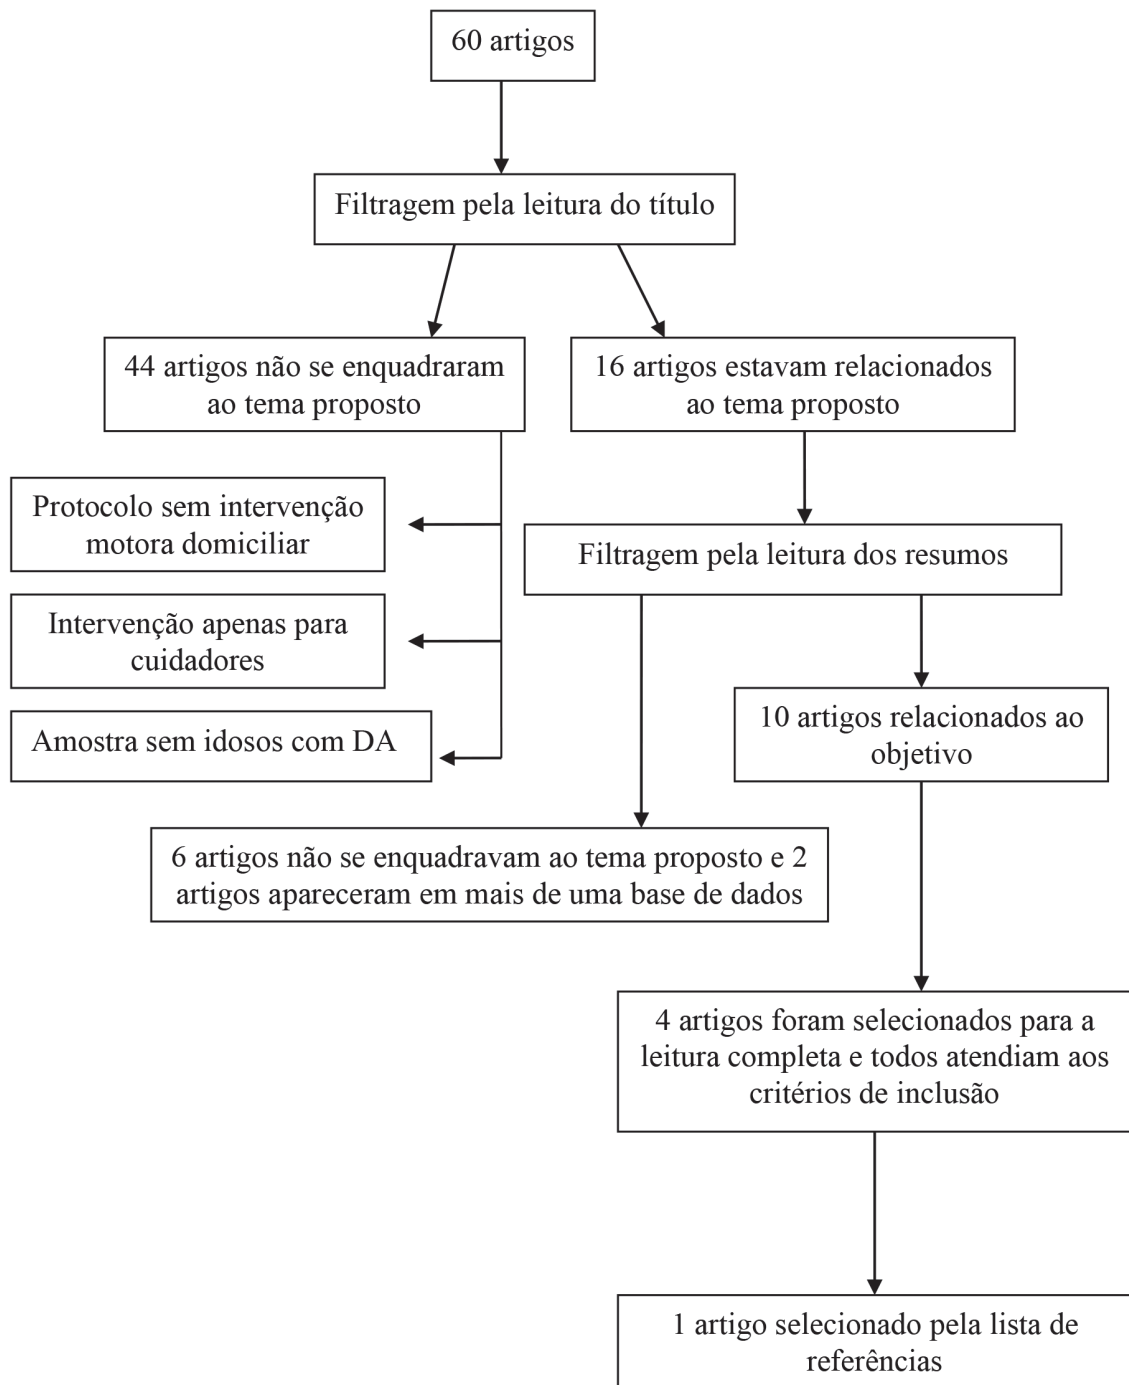 60 artigos
Filtragem pela leitura do título
44 artigos não se enquadraram
ao tema proposto
16 artigos estavam relacionados
ao tema proposto
Protocolo sem intervenção
motora domiciliar
Intervenção apenas para
cuidadores
Amostra sem idosos com DA
Filtragem pela leitura dos resumos
10 artigos relacionados ao
objetivo
6 artigos não se enquadravam ao tema proposto e 2
artigos apareceram em mais de uma base de dados
4 artigos foram selecionados para a
leitura completa e todos atendiam aos
critérios de inclusão
1 artigo selecionado pela lista de
referências